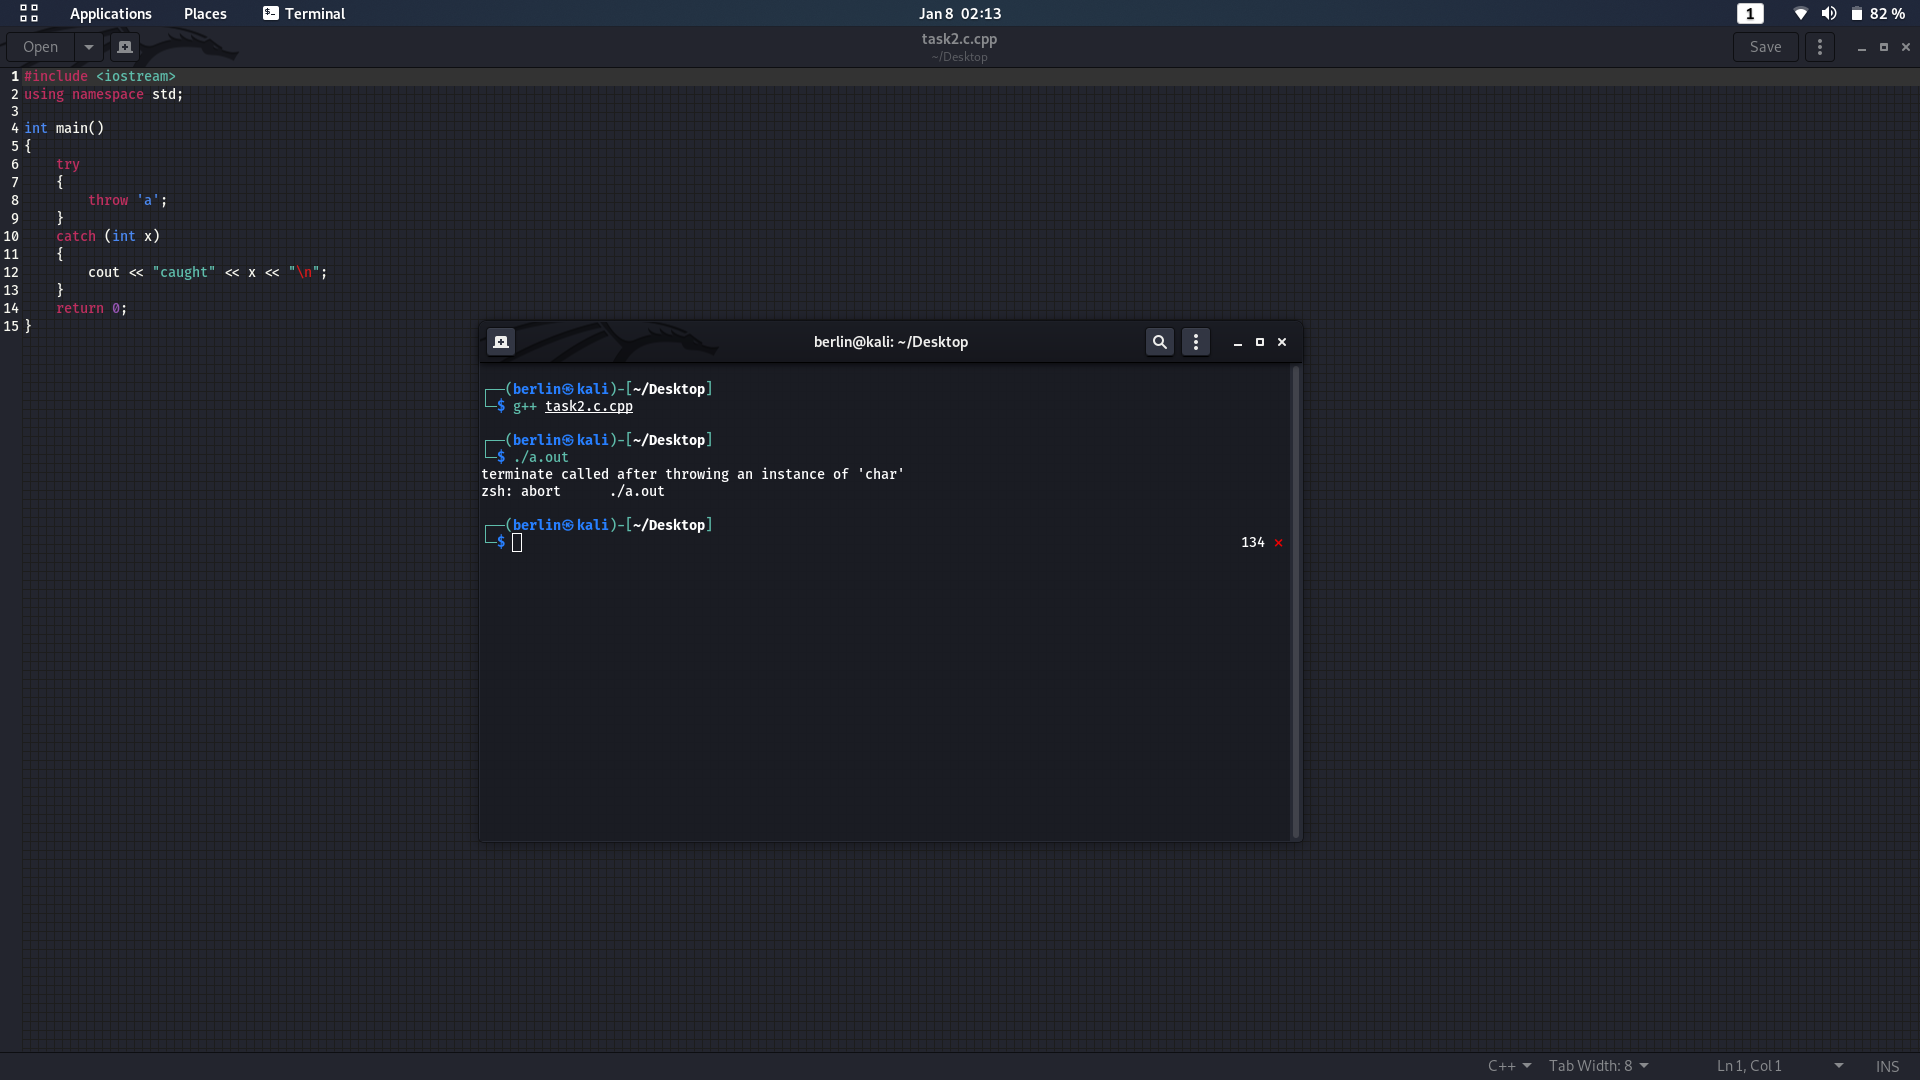 Applications Places Terminal Jan 8 02:13 1 82 %
Open task2.c.cpp Save
~/Desktop
1 #include <iostream>
2 using namespace std;
3
4 int main()
5 {
6     try
7     {
8         throw 'a';
9     }
10     catch (int x)
11     {
12         cout << "caught" << x << "\n";
13     }
14     return 0;
15 }
berlin@kali: ~/Desktop
┌──(berlin㉿kali)-[~/Desktop]
└─$ g++ task2.c.cpp
┌──(berlin㉿kali)-[~/Desktop]
└─$ ./a.out
terminate called after throwing an instance of 'char'
zsh: abort      ./a.out
┌──(berlin㉿kali)-[~/Desktop]
└─$ 134 ⨯
C++ Tab Width: 8 Ln 1, Col 1 INS